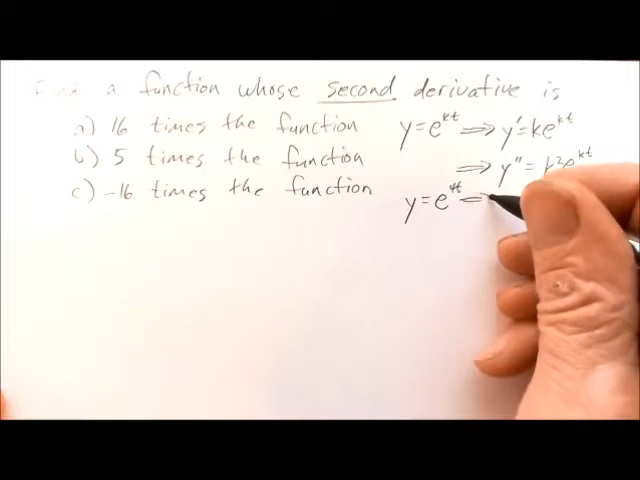 Find a function whose second derivative is
a) 16 times the function
b) 5 times the function
c) -16 times the function
y=e^{kt} ⇒ y'=ke^{kt}
⇒ y''=k^2e^{kt}
y=e^{4t} ⇒